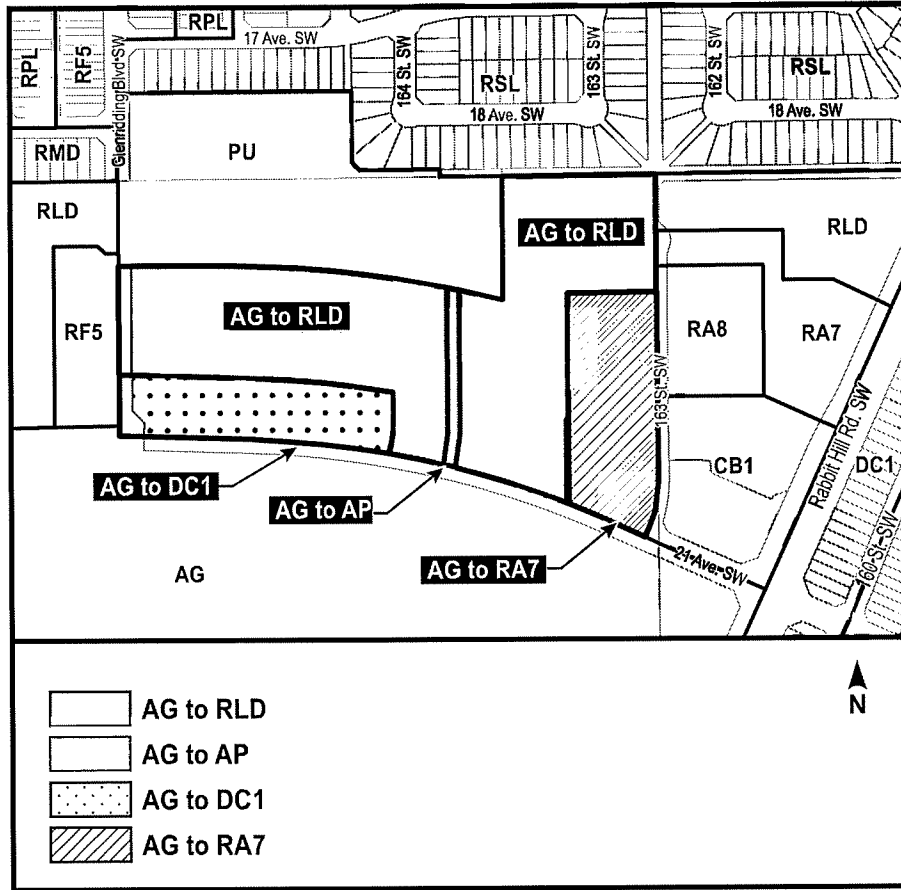 RPL
17 Ave. SW
RPL
RF5
Glenridding Blvd SW
164 St. SW
RSL
163 St. SW
162 St. SW
RSL
18 Ave. SW
18 Ave. SW
RMD
PU
RLD
AG to RLD
RLD
AG to RLD
RF5
RA8
RA7
163 St. SW
Rabbit Hill Rd. SW
CB1
DC1
AG to DC1
AG to AP
160 St. SW
21 Ave. SW
AG to RA7
AG
N
AG to RLD
AG to AP
AG to DC1
AG to RA7